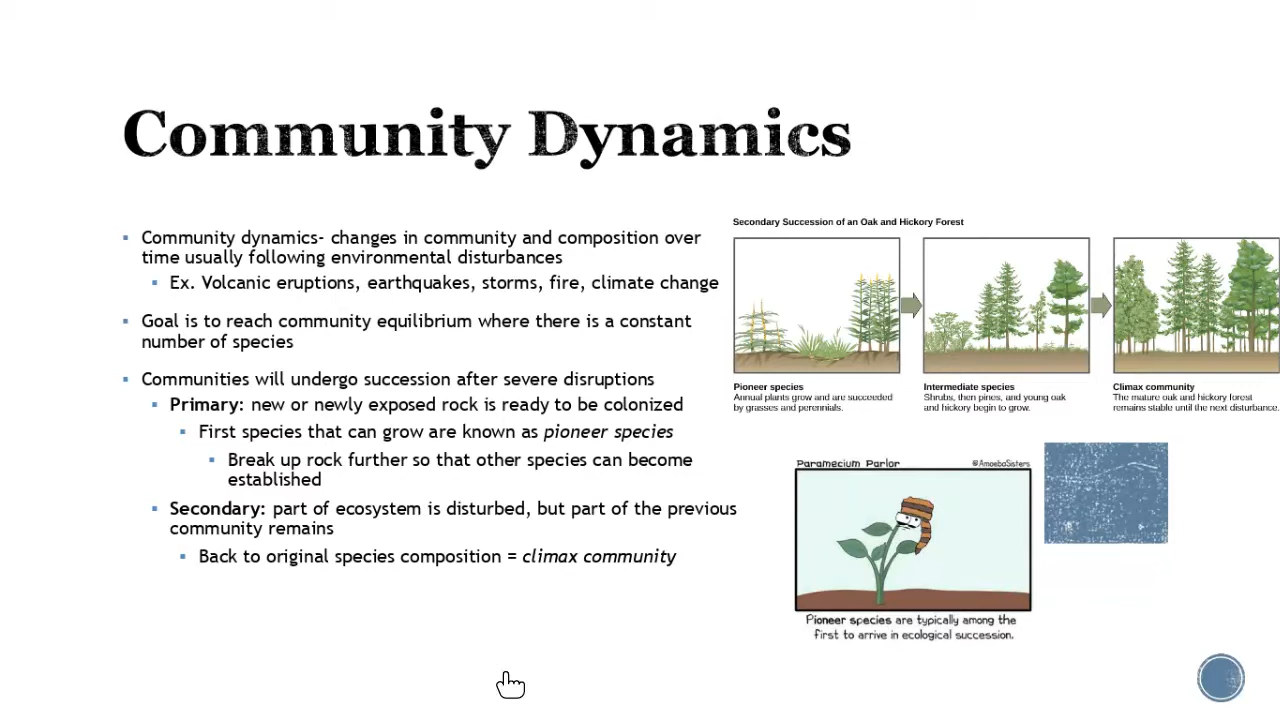 Community Dynamics
Community dynamics- changes in community and composition over
time usually following environmental disturbances
Ex. Volcanic eruptions, earthquakes, storms, fire, climate change
Goal is to reach community equilibrium where there is a constant
number of species
Communities will undergo succession after severe disruptions
Primary: new or newly exposed rock is ready to be colonized
First species that can grow are known as pioneer species
Break up rock further so that other species can become
established
Secondary: part of ecosystem is disturbed, but part of the previous
community remains
Back to original species composition = climax community
Secondary Succession of an Oak and Hickory Forest
Pioneer species
Annual plants grow and are succeeded
by grasses and perennials.
Intermediate species
Shrubs, then pines, and young oak
and hickory begin to grow.
Climax community
The mature oak and hickory forest
remains stable until the next disturbance.
Paramecium Parlor @AmoebaSisters
Pioneer species are typically among the
first to arrive in ecological succession.